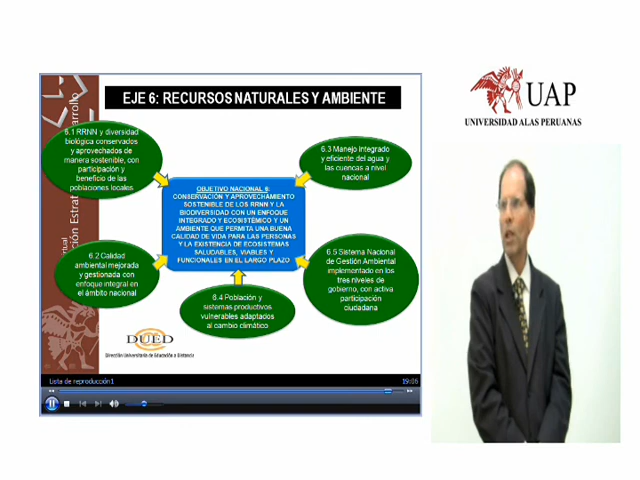 EJE 6: RECURSOS NATURALES Y AMBIENTE
6.1 RRNN y diversidad
biológica conservados
y aprovechados de
manera sostenible, con
participación y
beneficio de las
poblaciones locales
6.3 Manejo integrado
y eficiente del agua y
las cuencas a nivel
nacional
OBJETIVO NACIONAL 6:
CONSERVACIÓN Y APROVECHAMIENTO
SOSTENIBLE DE LOS RRNN Y LA
BIODIVERSIDAD CON UN ENFOQUE
INTEGRADO Y ECOSISTÉMICO Y UN
AMBIENTE QUE PERMITA UNA BUENA
CALIDAD DE VIDA PARA LAS PERSONAS
Y LA EXISTENCIA DE ECOSISTEMAS
SALUDABLES, VIABLES Y
FUNCIONALES EN EL LARGO PLAZO
6.2 Calidad
ambiental mejorada
y gestionada con
enfoque integral en
el ámbito nacional
6.5 Sistema Nacional
de Gestión Ambiental
implementado en los
tres niveles de
gobierno, con activa
participación
ciudadana
6.4 Población y
sistemas productivos
vulnerables adaptados
al cambio climático
DUED
Dirección Universitaria de Educación a Distancia
Lista de reproducción1
19:06
UAP
UNIVERSIDAD ALAS PERUANAS